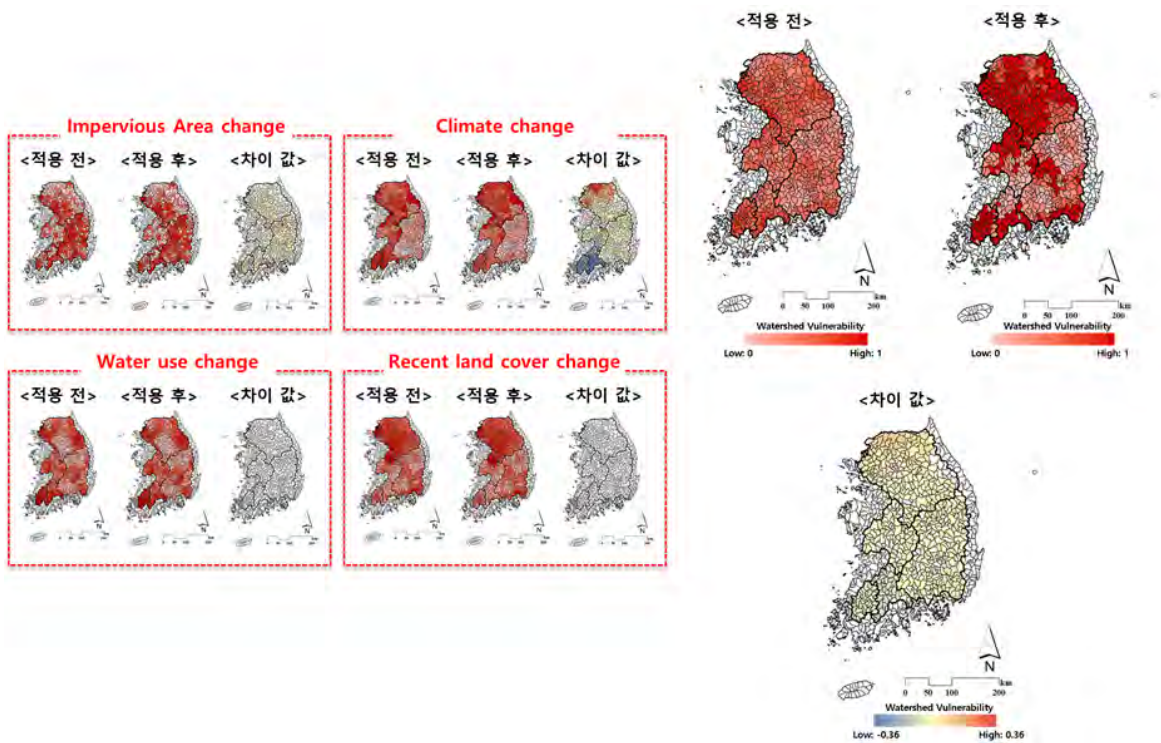 Impervious Area change
<적용 전> <적용 후> <차이 값>
N
Climate change
<적용 전> <적용 후> <차이 값>
N
Water use change
<적용 전> <적용 후> <차이 값>
N
Recent land cover change
<적용 전> <적용 후> <차이 값>
N
<적용 전>
N
0 50 100 200
km
Watershed Vulnerability
Low: 0 High: 1
<적용 후>
N
0 50 100 200
km
Watershed Vulnerability
Low: 0 High: 1
<차이 값>
N
0 50 100 200
km
Watershed Vulnerability
Low: -0.36 High: 0.36